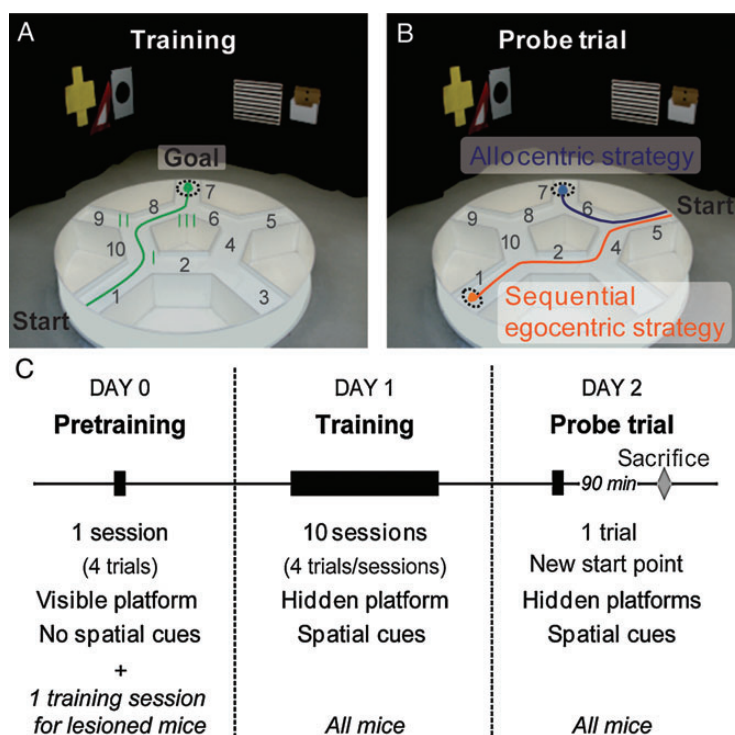 A
Training
Goal
7
8
9
II
III
6
5
10
4
I
2
1
3
Start
B
Probe trial
Allocentric strategy
7
6
Start
9
8
5
10
4
2
1
3
Sequential
egocentric strategy
C
DAY 0
Pretraining
1 session
(4 trials)
Visible platform
No spatial cues
+
1 training session
for lesioned mice
DAY 1
Training
10 sessions
(4 trials/sessions)
Hidden platform
Spatial cues
All mice
DAY 2
Probe trial
Sacrifice
90 min
1 trial
New start point
Hidden platforms
Spatial cues
All mice